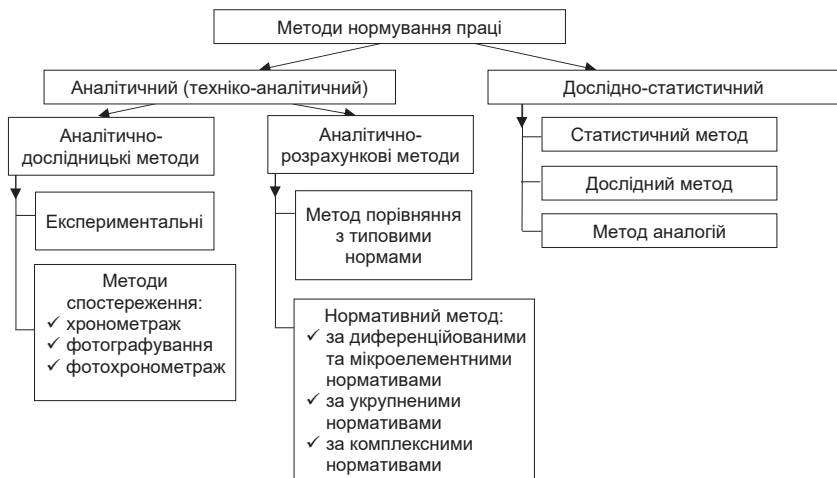 Методи нормування праці
Аналітичний (техніко-аналітичний)
Дослідно-статистичний
Аналітично-
дослідницькі методи
Аналітично-
розрахункові методи
Статистичний метод
Дослідний метод
Метод аналогій
Експериментальні
Метод порівняння
з типовими
нормами
Методи
спостереження:
✓ хронометраж
✓ фотографування
✓ фотохронометраж
Нормативний метод:
✓ за диференційованими
та мікроелементними
нормативами
✓ за укрупненими
нормативами
✓ за комплексними
нормативами